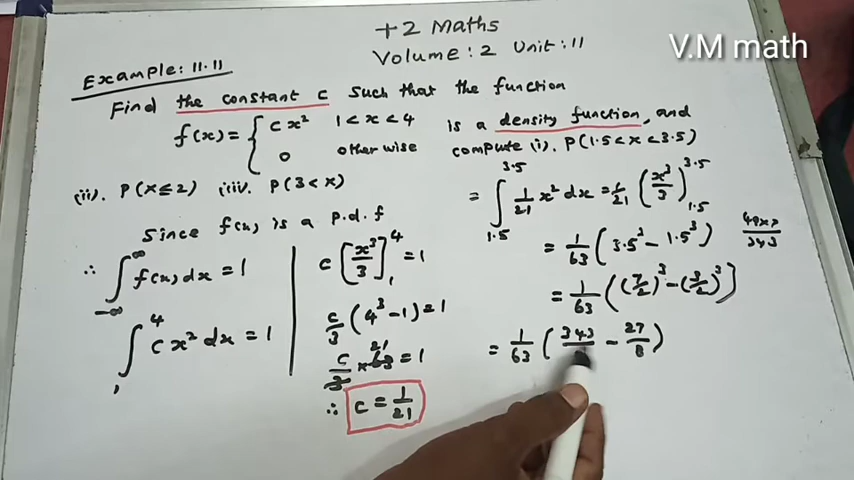 +2 Maths
Volume: 2 Unit: 11
V.M math
Example: 11.11
Find the constant c such that the function
f(x) = { cx² 1 < x < 4
0 otherwise
is a density function, and
compute (i). P(1.5 < x < 3.5)
(ii). P(x ≤ 2) (iii). P(3 < x)
Since f(x) is a p.d.f
∴ ∫_{-∞}^{∞} f(x) dx = 1
∫_1^4 cx² dx = 1
c [x³/3]_1^4 = 1
c/3 (4³ - 1) = 1
c/3 × 63 = 1
21
∴ c = 1/21
= ∫_{1.5}^{3.5} 1/21 x² dx = 1/21 (x³/3)_{1.5}^{3.5}
= 1/63 (3.5³ - 1.5³)
49×7
343
= 1/63 ((7/2)³ - (3/2)³)
= 1/63 (343/ - 27/8)